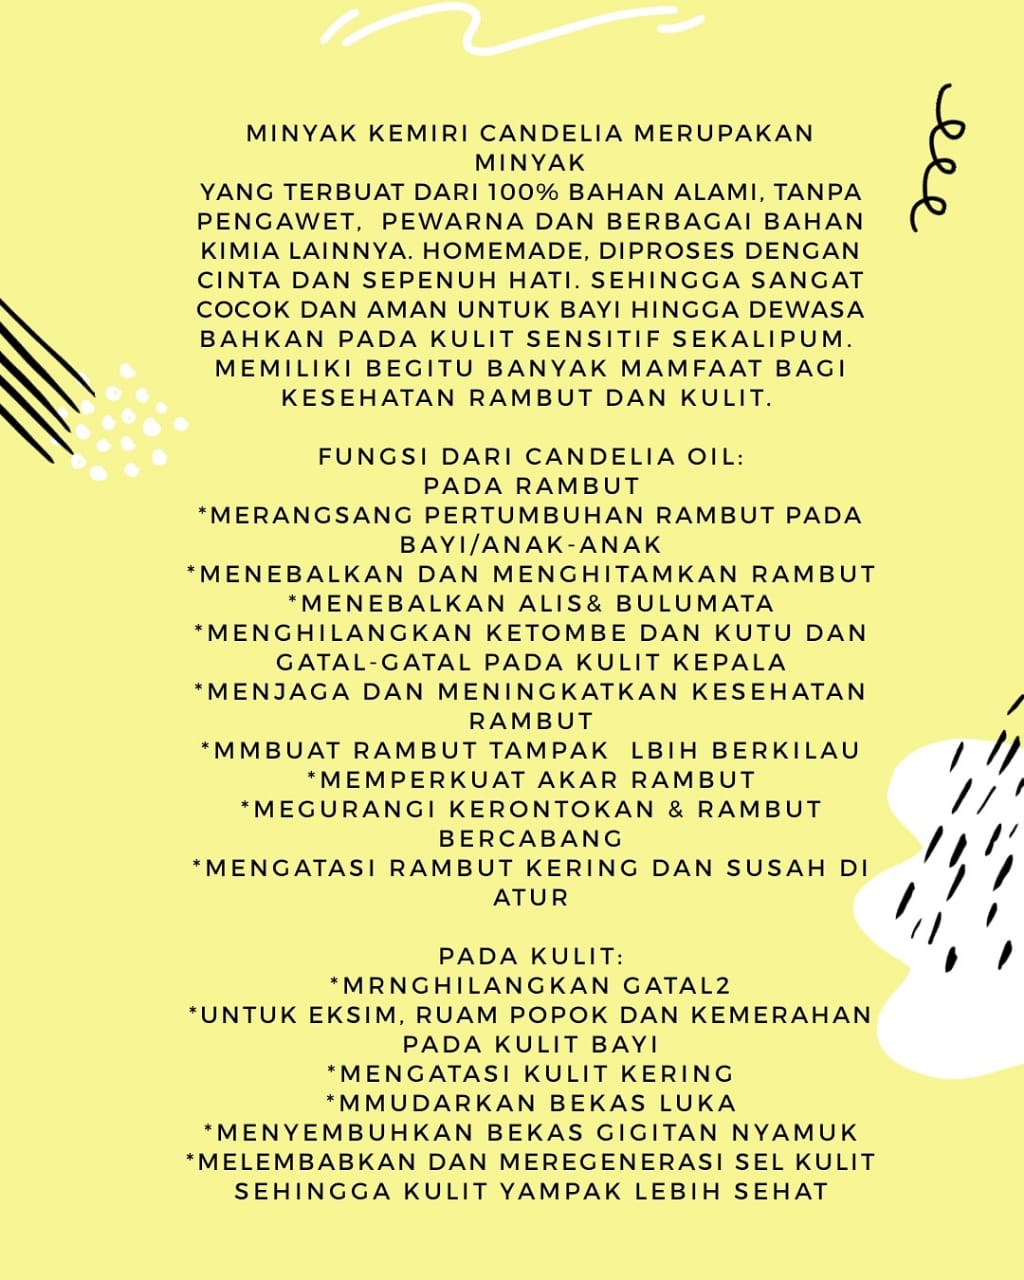 MINYAK KEMIRI CANDELIA MERUPAKAN
MINYAK
YANG TERBUAT DARI 100% BAHAN ALAMI, TANPA
PENGAWET, PEWARNA DAN BERBAGAI BAHAN
KIMIA LAINNYA. HOMEMADE, DIPROSES DENGAN
CINTA DAN SEPENUH HATI. SEHINGGA SANGAT
COCOK DAN AMAN UNTUK BAYI HINGGA DEWASA
BAHKAN PADA KULIT SENSITIF SEKALIPUM.
MEMILIKI BEGITU BANYAK MAMFAAT BAGI
KESEHATAN RAMBUT DAN KULIT.
FUNGSI DARI CANDELIA OIL:
PADA RAMBUT
*MERANGSANG PERTUMBUHAN RAMBUT PADA
BAYI/ANAK-ANAK
*MENEBALKAN DAN MENGHITAMKAN RAMBUT
*MENEBALKAN ALIS& BULUMATA
*MENGHILANGKAN KETOMBE DAN KUTU DAN
GATAL-GATAL PADA KULIT KEPALA
*MENJAGA DAN MENINGKATKAN KESEHATAN
RAMBUT
*MMBUAT RAMBUT TAMPAK LBIH BERKILAU
*MEMPERKUAT AKAR RAMBUT
*MEGURANGI KERONTOKAN & RAMBUT
BERCABANG
*MENGATASI RAMBUT KERING DAN SUSAH DI
ATUR
PADA KULIT:
*MRNGHILANGKAN GATAL2
*UNTUK EKSIM, RUAM POPOK DAN KEMERAHAN
PADA KULIT BAYI
*MENGATASI KULIT KERING
*MMUDARKAN BEKAS LUKA
*MENYEMBUHKAN BEKAS GIGITAN NYAMUK
*MELEMBABKAN DAN MEREGENERASI SEL KULIT
SEHINGGA KULIT YAMPAK LEBIH SEHAT